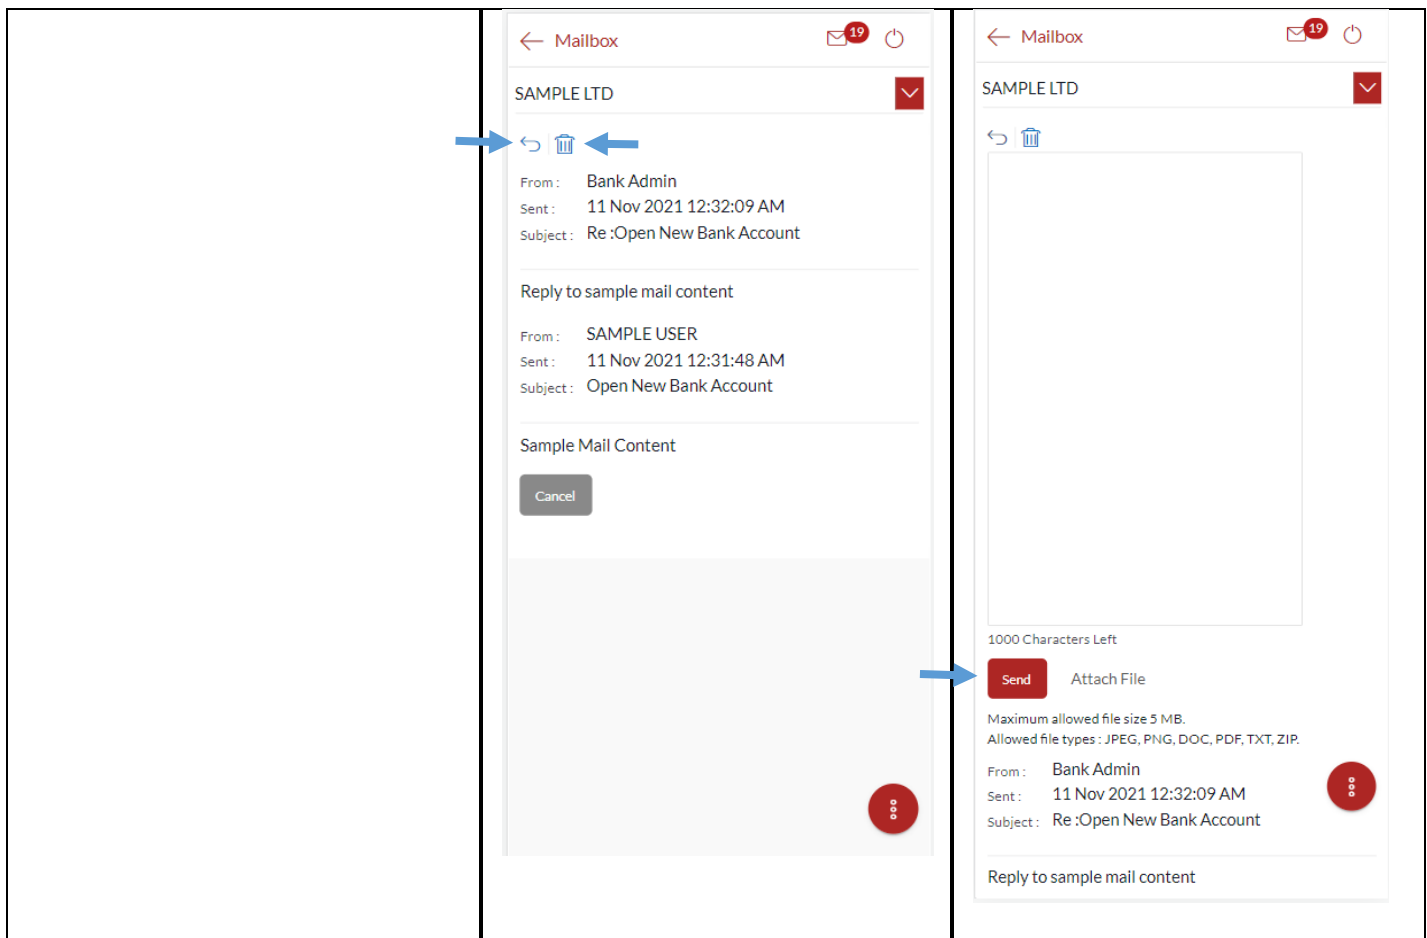 Mailbox 19
SAMPLE LTD
From : Bank Admin
Sent : 11 Nov 2021 12:32:09 AM
Subject : Re :Open New Bank Account
Reply to sample mail content
From : SAMPLE USER
Sent : 11 Nov 2021 12:31:48 AM
Subject : Open New Bank Account
Sample Mail Content
Cancel
Mailbox 19
SAMPLE LTD
1000 Characters Left
Send Attach File
Maximum allowed file size 5 MB.
Allowed file types : JPEG, PNG, DOC, PDF, TXT, ZIP.
From : Bank Admin
Sent : 11 Nov 2021 12:32:09 AM
Subject : Re :Open New Bank Account
Reply to sample mail content